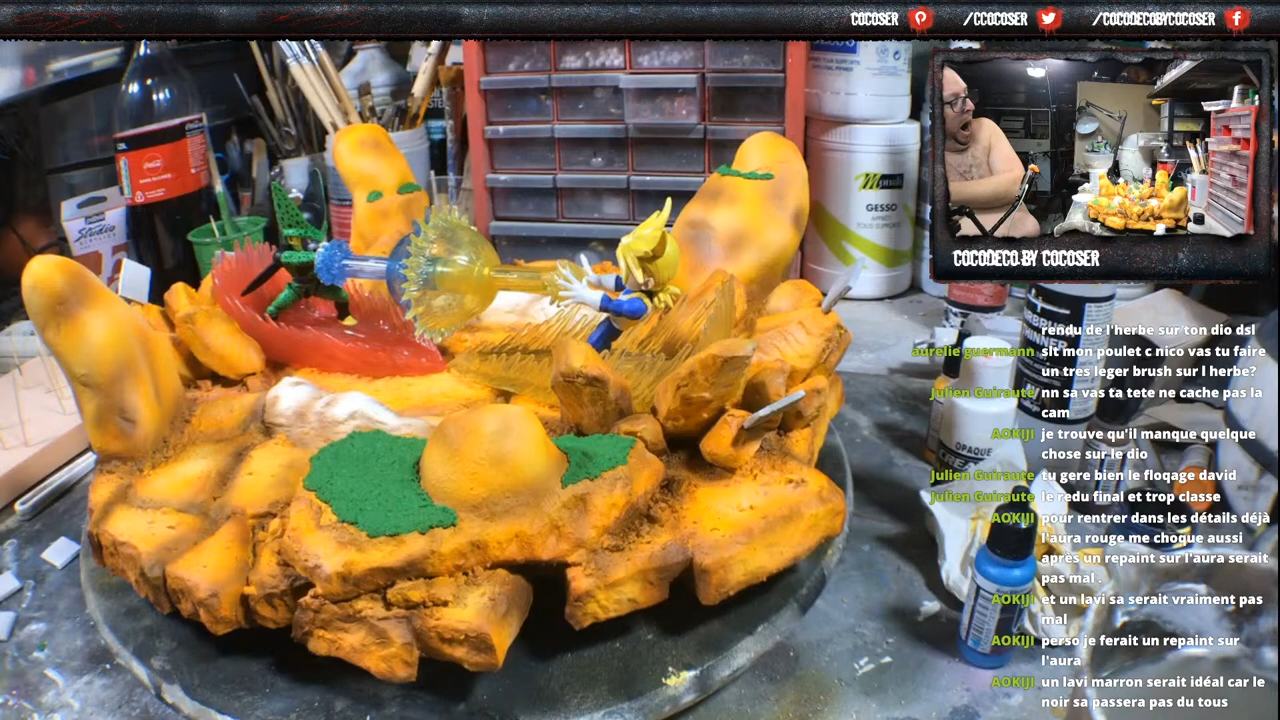 COCOSER
/CCOCOSER
/COCODECOBYCOCOSER
COCODECO BY COCOSER
Coca-Cola
Studio
GESSO
OPAQUE
rendu de l'herbe sur ton dio dsl
aurelie guermann slt mon poulet c nico vas tu faire
un tres leger brush sur l herbe?
Julien Guiraute nn sa vas ta tete ne cache pas la
cam
AOKIJI je trouve qu'il manque quelque
chose sur le dio
Julien Guiraute tu gere bien le floqage david
Julien Guiraute le redu final et trop classe
AOKIJI pour rentrer dans les détails déjà
l'aura rouge me choque aussi
après un repaint sur l'aura serait
pas mal .
AOKIJI et un lavi sa serait vraiment pas
mal
AOKIJI perso je ferait un repaint sur
l'aura
AOKIJI un lavi marron serait idéal car le
noir sa passera pas du tous